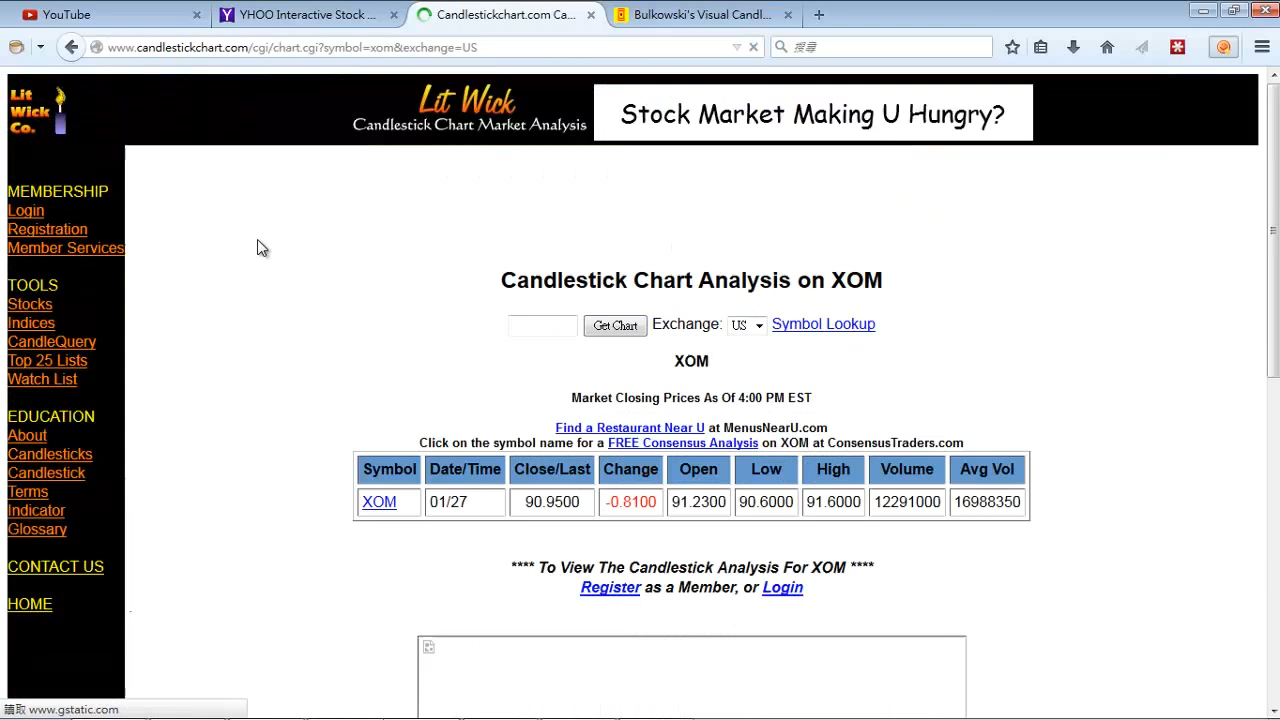 YouTube
YHOO Interactive Stock ...
Candlestickchart.com Ca...
Bulkowski's Visual Candl...
www.candlestickchart.com/cgi/chart.cgi?symbol=xom&exchange=US
搜尋
Lit
Wick
Co.
Lit Wick
Candlestick Chart Market Analysis
Stock Market Making U Hungry?
MEMBERSHIP
Login
Registration
Member Services
TOOLS
Stocks
Indices
CandleQuery
Top 25 Lists
Watch List
EDUCATION
About
Candlesticks
Candlestick
Terms
Indicator
Glossary
CONTACT US
HOME
Candlestick Chart Analysis on XOM
Get Chart Exchange: US Symbol Lookup
XOM
Market Closing Prices As Of 4:00 PM EST
Find a Restaurant Near U at MenusNearU.com
Click on the symbol name for a FREE Consensus Analysis on XOM at ConsensusTraders.com
Symbol Date/Time Close/Last Change Open Low High Volume Avg Vol
XOM 01/27 90.9500 -0.8100 91.2300 90.6000 91.6000 12291000 16988350
**** To View The Candlestick Analysis For XOM ****
Register as a Member, or Login
讀取 www.gstatic.com